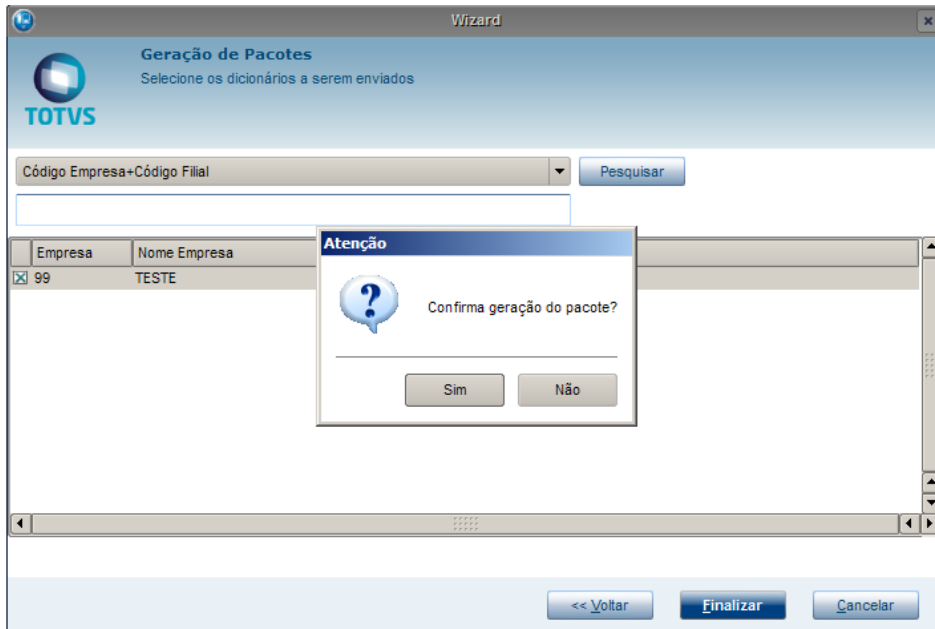 Wizard
Geração de Pacotes
Selecione os dicionários a serem enviados
TOTVS
Código Empresa+Código Filial
Pesquisar
Empresa
Nome Empresa
99
TESTE
Atenção
Confirma geração do pacote?
Sim
Não
<< Voltar
Finalizar
Cancelar